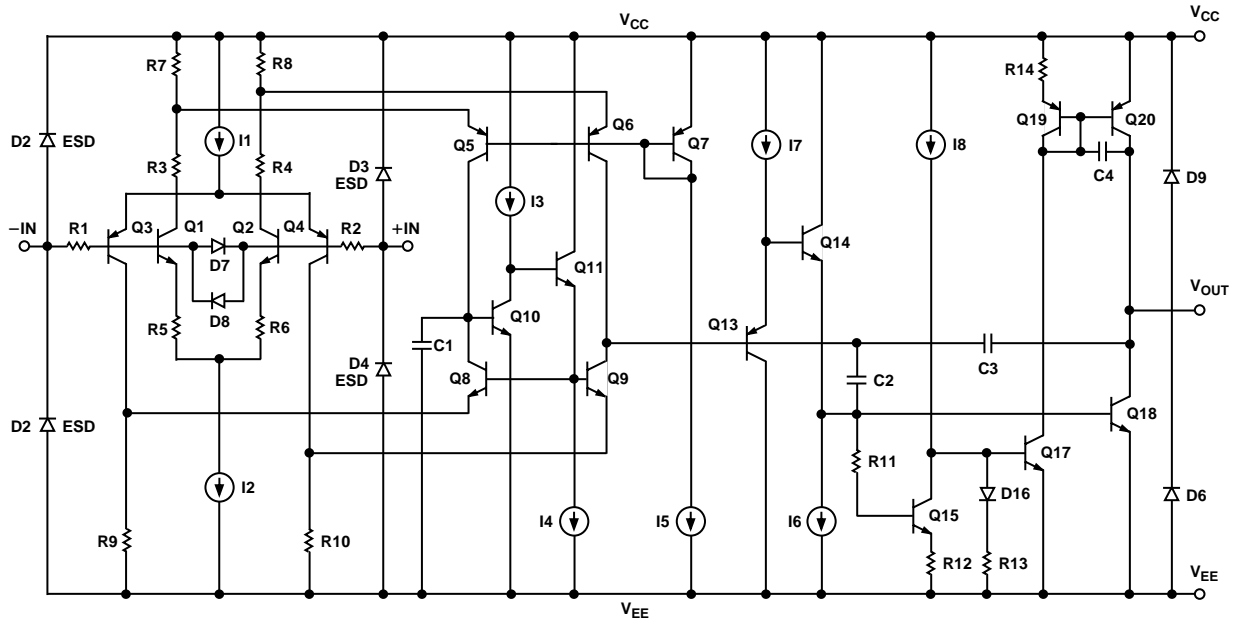 VCC
VCC
R7
R8
R14
Q19
Q20
C4
D2
ESD
I1
Q5
Q6
Q7
I7
I8
R3
R4
D3
ESD
D9
I3
−IN
R1
Q3
Q1
Q2
Q4
R2
+IN
D7
Q14
Q11
D8
VOUT
R5
R6
C1
Q10
Q13
C3
D4
ESD
Q8
Q9
C2
Q18
D2
ESD
R11
Q17
I2
D16
D6
I4
I5
I6
Q15
R9
R10
R12
R13
VEE
VEE